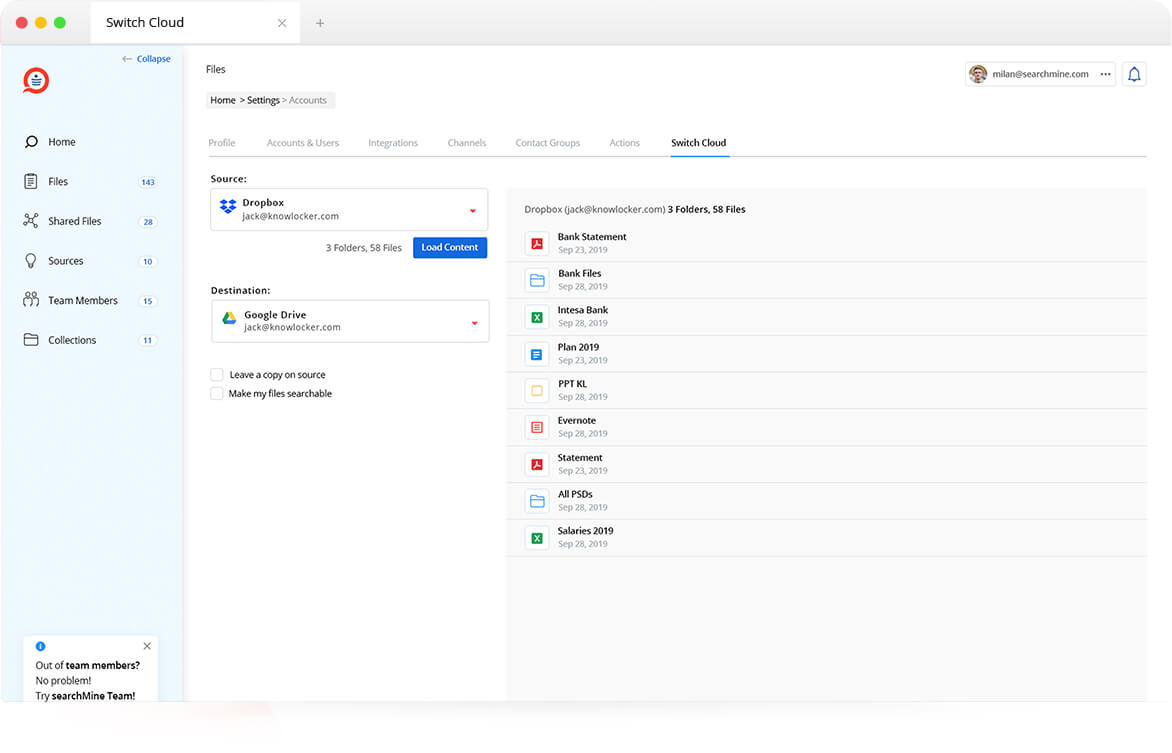 Switch Cloud
Collapse
Home
Files
143
Shared Files
28
Sources
10
Team Members
15
Collections
11
Out of team members?
No problem!
Try searchMine Team!
Files
milan@searchmine.com
Home > Settings > Accounts
Profile
Accounts & Users
Integrations
Channels
Contact Groups
Actions
Switch Cloud
Source:
Dropbox
jack@knowlocker.com
3 Folders, 58 Files
Load Content
Destination:
Google Drive
jack@knowlocker.com
Leave a copy on source
Make my files searchable
Dropbox (jack@knowlocker.com) 3 Folders, 58 Files
Bank Statement
Sep 23, 2019
Bank Files
Sep 28, 2019
Intesa Bank
Sep 28, 2019
Plan 2019
Sep 23, 2019
PPT KL
Sep 28, 2019
Evernote
Sep 28, 2019
Statement
Sep 23, 2019
All PSDs
Sep 28, 2019
Salaries 2019
Sep 28, 2019